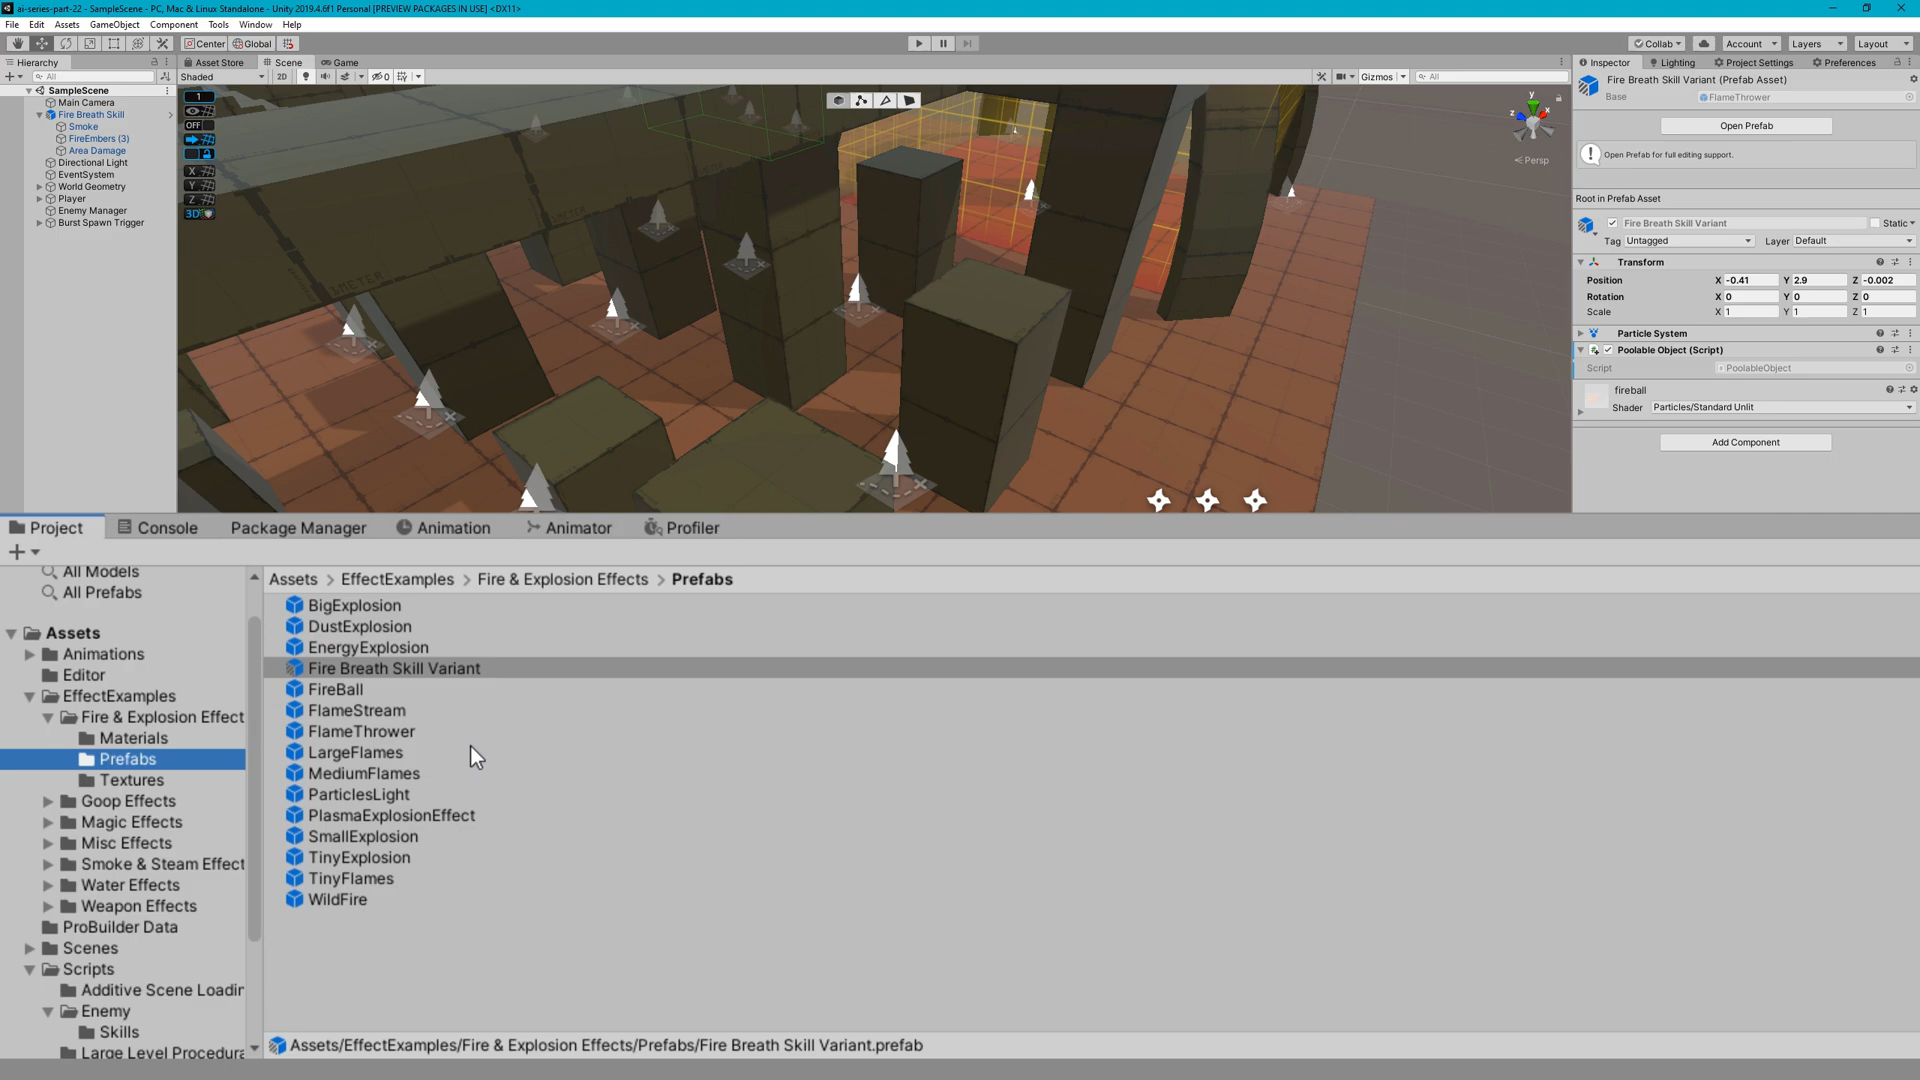 ai-series-part-22 - SampleScene - PC, Mac & Linux Standalone - Unity 2019.4.6f1 Personal [PREVIEW PACKAGES IN USE] <DX11>
File Edit Assets GameObject Component Tools Window Help
Center Global Collab Account Layers Layout
Hierarchy Asset Store Scene Game Inspector Lighting Project Settings Preferences
All Shaded 2D 0 Gizmos All
SampleScene
Main Camera
Fire Breath Skill
Smoke
FireEmbers (3)
Area Damage
Directional Light
EventSystem
World Geometry
Player
Enemy Manager
Burst Spawn Trigger
1
OFF
X
Y
Z
3D
y
x
z
Persp
Fire Breath Skill Variant (Prefab Asset)
Base FlameThrower
Open Prefab
Open Prefab for full editing support.
Root in Prefab Asset
Fire Breath Skill Variant Static
Tag Untagged Layer Default
Transform
Position X -0.41 Y 2.9 Z -0.002
Rotation X 0 Y 0 Z 0
Scale X 1 Y 1 Z 1
Particle System
Poolable Object (Script)
Script PoolableObject
fireball
Shader Particles/Standard Unlit
Add Component
Project Console Package Manager Animation Animator Profiler
All Models
All Prefabs
Assets
Animations
Editor
EffectExamples
Fire & Explosion Effect
Materials
Prefabs
Textures
Goop Effects
Magic Effects
Misc Effects
Smoke & Steam Effect
Water Effects
Weapon Effects
ProBuilder Data
Scenes
Scripts
Additive Scene Loadin
Enemy
Skills
Large Level Procedura
Assets > EffectExamples > Fire & Explosion Effects > Prefabs
BigExplosion
DustExplosion
EnergyExplosion
Fire Breath Skill Variant
FireBall
FlameStream
FlameThrower
LargeFlames
MediumFlames
ParticlesLight
PlasmaExplosionEffect
SmallExplosion
TinyExplosion
TinyFlames
WildFire
Assets/EffectExamples/Fire & Explosion Effects/Prefabs/Fire Breath Skill Variant.prefab